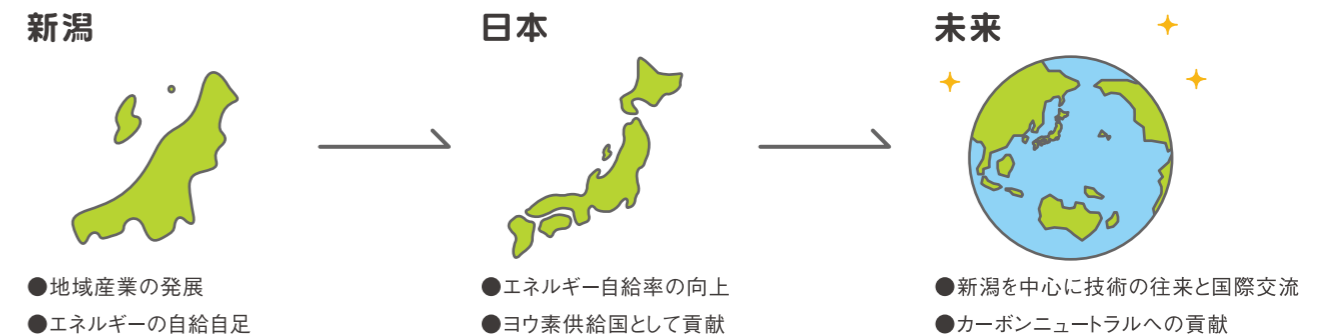 新潟
●地域産業の発展
●エネルギーの自給自足
日本
●エネルギー自給率の向上
●ヨウ素供給国として貢献
未来
●新潟を中心に技術の往来と国際交流
●カーボンニュートラルへの貢献